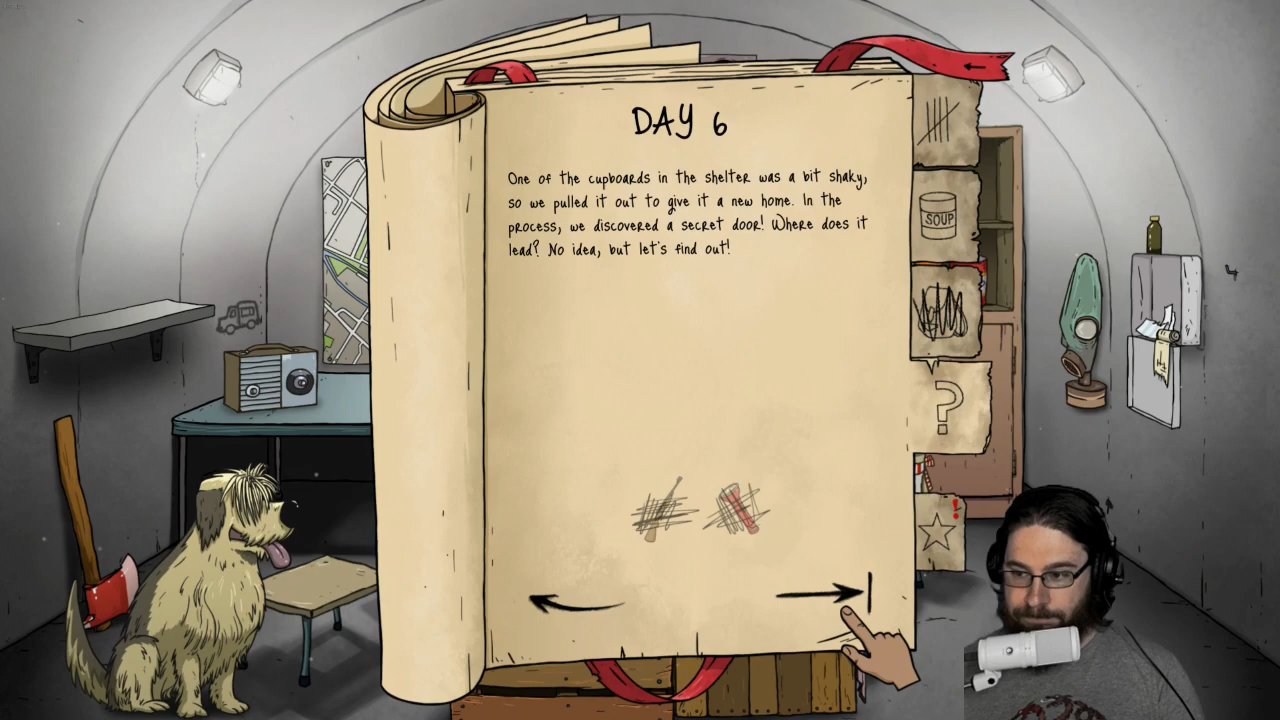 DAY 6
One of the cupboards in the shelter was a bit shaky,
so we pulled it out to give it a new home. In the
process, we discovered a secret door! Where does it
lead? No idea, but let's find out!
SOUP